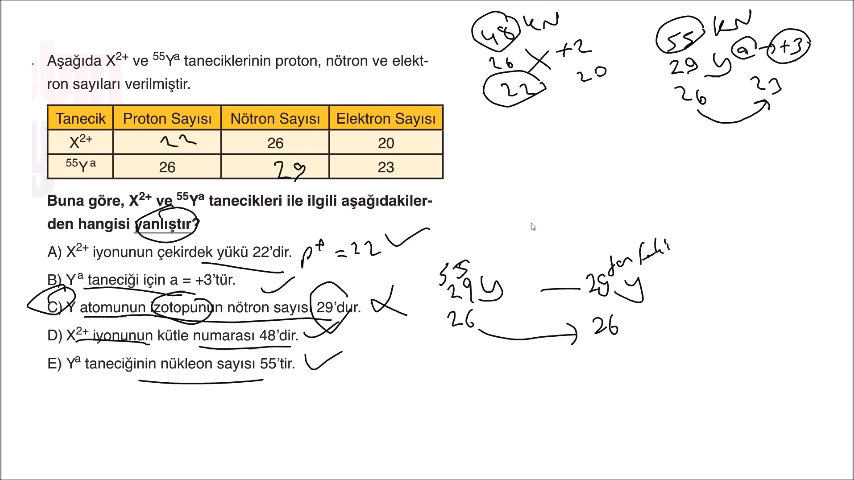 Aşağıda X2+ ve 55Ya taneciklerinin proton, nötron ve elekt-
ron sayıları verilmiştir.
Tanecik Proton Sayısı Nötron Sayısı Elektron Sayısı
X2+ 22 26 20
55Ya 26 29 23
Buna göre, X2+ ve 55Ya tanecikleri ile ilgili aşağıdakiler-
den hangisi yanlıştır?
A) X2+ iyonunun çekirdek yükü 22'dir. p+ = 22
B) Ya taneciği için a = +3'tür.
C) Y atomunun izotopunun nötron sayısı 29'dur.
D) X2+ iyonunun kütle numarası 48'dir.
E) Ya taneciğinin nükleon sayısı 55'tir.
48 KN
26 X +2
22 20
55 KN
29 Y a → +3
26 23
55
29 Y
26
29 Y
26